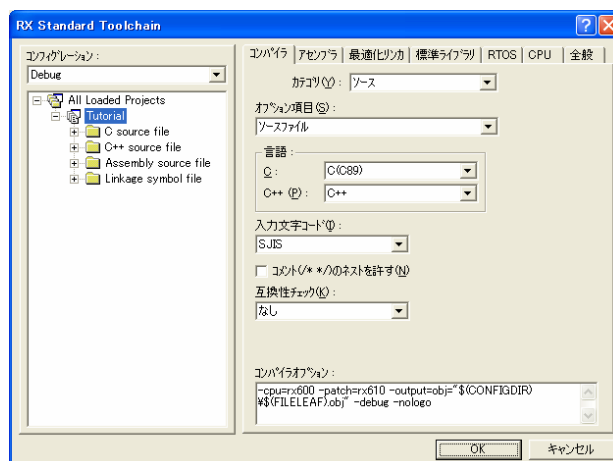 RX Standard Toolchain
コンフィグレーション :
Debug
All Loaded Projects
Tutorial
C source file
C++ source file
Assembly source file
Linkage symbol file
コンパイラ アセンブラ 最適化リンカ 標準ライブラリ RTOS CPU 全般
カテゴリ(Y) : ソース
オプション項目(S) :
ソースファイル
言語 :
C : C(C89)
C++ (P) : C++
入力文字コード(I) :
SJIS
コメント(/* */)のネストを許す(N)
互換性チェック(K) :
なし
コンパイラオプション :
-cpu=rx600 -patch=rx610 -output=obj="$(CONFIGDIR)
¥$(FILELEAF).obj" -debug -nologo
OK キャンセル